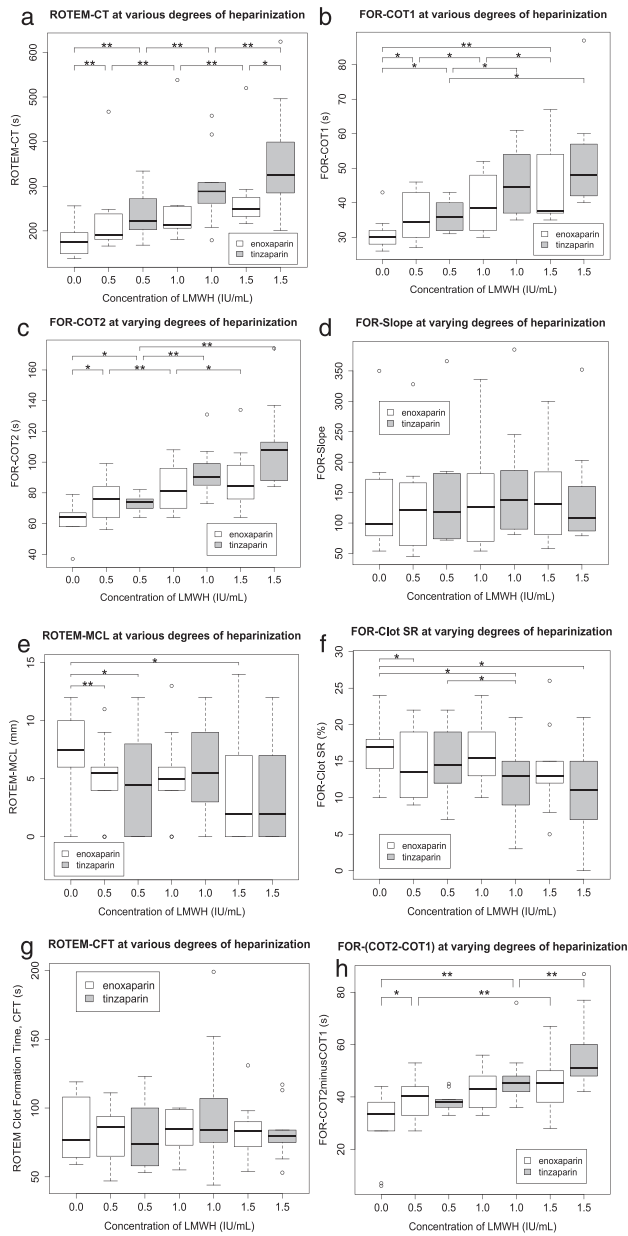 a
ROTEM-CT at various degrees of heparinization
ROTEM-CT (s)
600
500
400
300
200
** ** ** **
** ** ** *
enoxaparin
tinzaparin
0.0 0.5 0.5 1.0 1.0 1.5 1.5
Concentration of LMWH (IU/mL)
b
FOR-COT1 at various degrees of heparinization
FOR-COT1 (s)
80
70
60
50
40
30
**
* * * *
* *
*
enoxaparin
tinzaparin
0.0 0.5 0.5 1.0 1.0 1.5 1.5
Concentration of LMWH (IU/mL)
c
FOR-COT2 at varying degrees of heparinization
FOR-COT2 (s)
160
140
120
100
80
60
40
**
* **
* ** *
enoxaparin
tinzaparin
0.0 0.5 0.5 1.0 1.0 1.5 1.5
Concentration of LMWH (IU/mL)
d
FOR-Slope at varying degrees of heparinization
FOR-Slope
350
300
250
200
150
100
50
enoxaparin
tinzaparin
0.0 0.5 0.5 1.0 1.0 1.5 1.5
Concentration of LMWH (IU/mL)
e
ROTEM-MCL at various degrees of heparinization
ROTEM-MCL (mm)
15
10
5
0
*
*
**
enoxaparin
tinzaparin
0.0 0.5 0.5 1.0 1.0 1.5 1.5
Concentration of LMWH (IU/mL)
f
FOR-Clot SR at varying degrees of heparinization
FOR-Clot SR (%)
30
25
20
15
10
5
0
*
*
*
*
enoxaparin
tinzaparin
0.0 0.5 0.5 1.0 1.0 1.5 1.5
Concentration of LMWH (IU/mL)
g
ROTEM-CFT at various degrees of heparinization
ROTEM Clot Formation Time, CFT (s)
200
150
100
50
enoxaparin
tinzaparin
0.0 0.5 0.5 1.0 1.0 1.5 1.5
Concentration of LMWH (IU/mL)
h
FOR-(COT2-COT1) at varying degrees of heparinization
FOR-COT2minusCOT1 (s)
80
60
40
20
** **
* **
enoxaparin
tinzaparin
0.0 0.5 0.5 1.0 1.0 1.5 1.5
Concentration of LMWH (IU/mL)